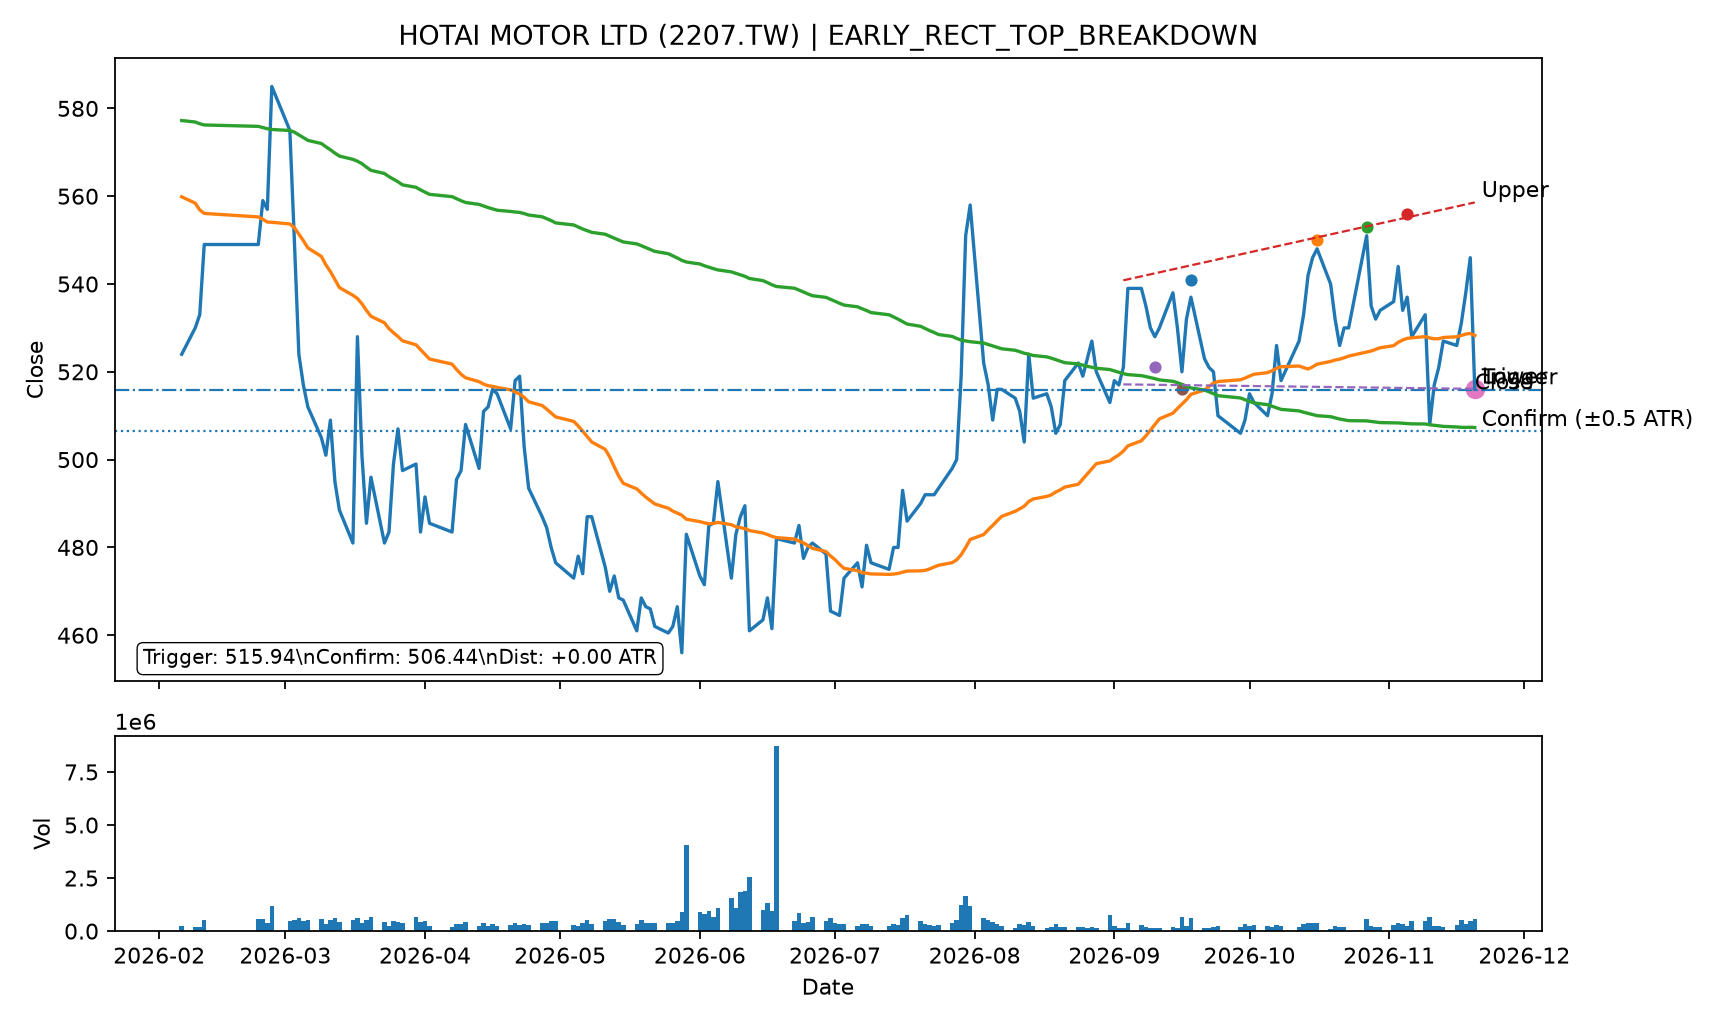 HOTAI MOTOR LTD (2207.TW) | EARLY_RECT_TOP_BREAKDOWN
Close
580
560
540
520
500
480
460
Upper
Trigger
Lower
Close
Confirm (±0.5 ATR)
Trigger: 515.94\nConfirm: 506.44\nDist: +0.00 ATR
1e6
Vol
7.5
5.0
2.5
0.0
2026-02 2026-03 2026-04 2026-05 2026-06 2026-07 2026-08 2026-09 2026-10 2026-11 2026-12
Date